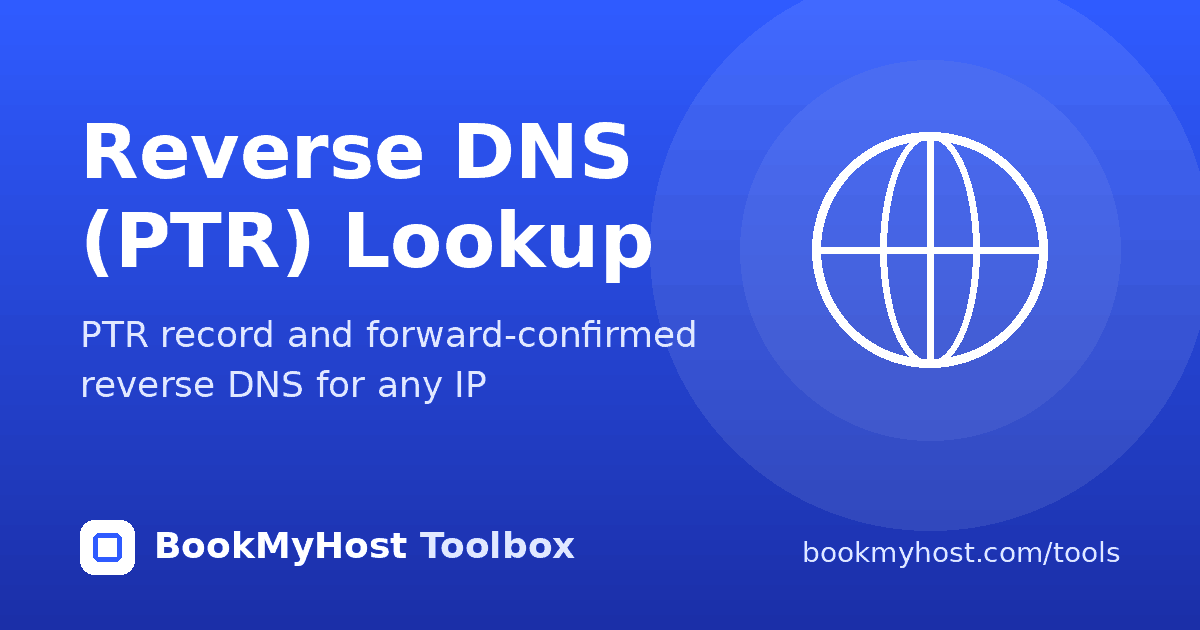 Reverse DNS
(PTR) Lookup
PTR record and forward-confirmed
reverse DNS for any IP
BookMyHost Toolbox
bookmyhost.com/tools